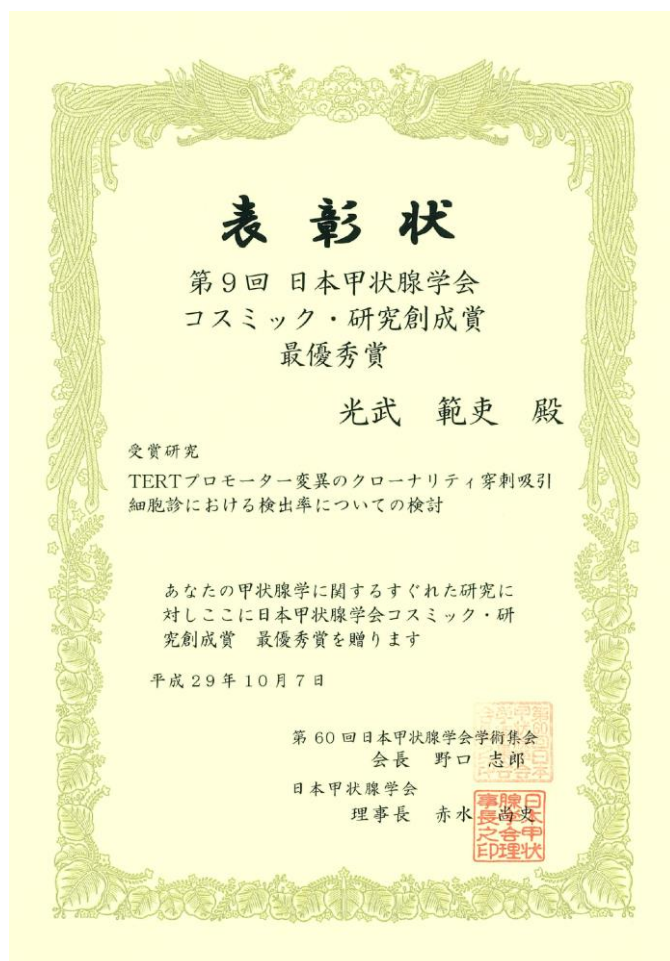 表彰状
第9回 日本甲状腺学会
コスミック・研究創成賞
最優秀賞
光武 範吏 殿
受賞研究
TERTプロモーター変異のクローナリティ穿刺吸引
細胞診における検出率についての検討
あなたの甲状腺学に関するすぐれた研究に
対しここに日本甲状腺学会コスミック・研
究創成賞 最優秀賞を贈ります
平成29年10月7日
第60回日本甲状腺学会学術集会
会長 野口 志郎
日本甲状腺学会
理事長 赤水 尚史
日本甲状
腺学会理
事長之印